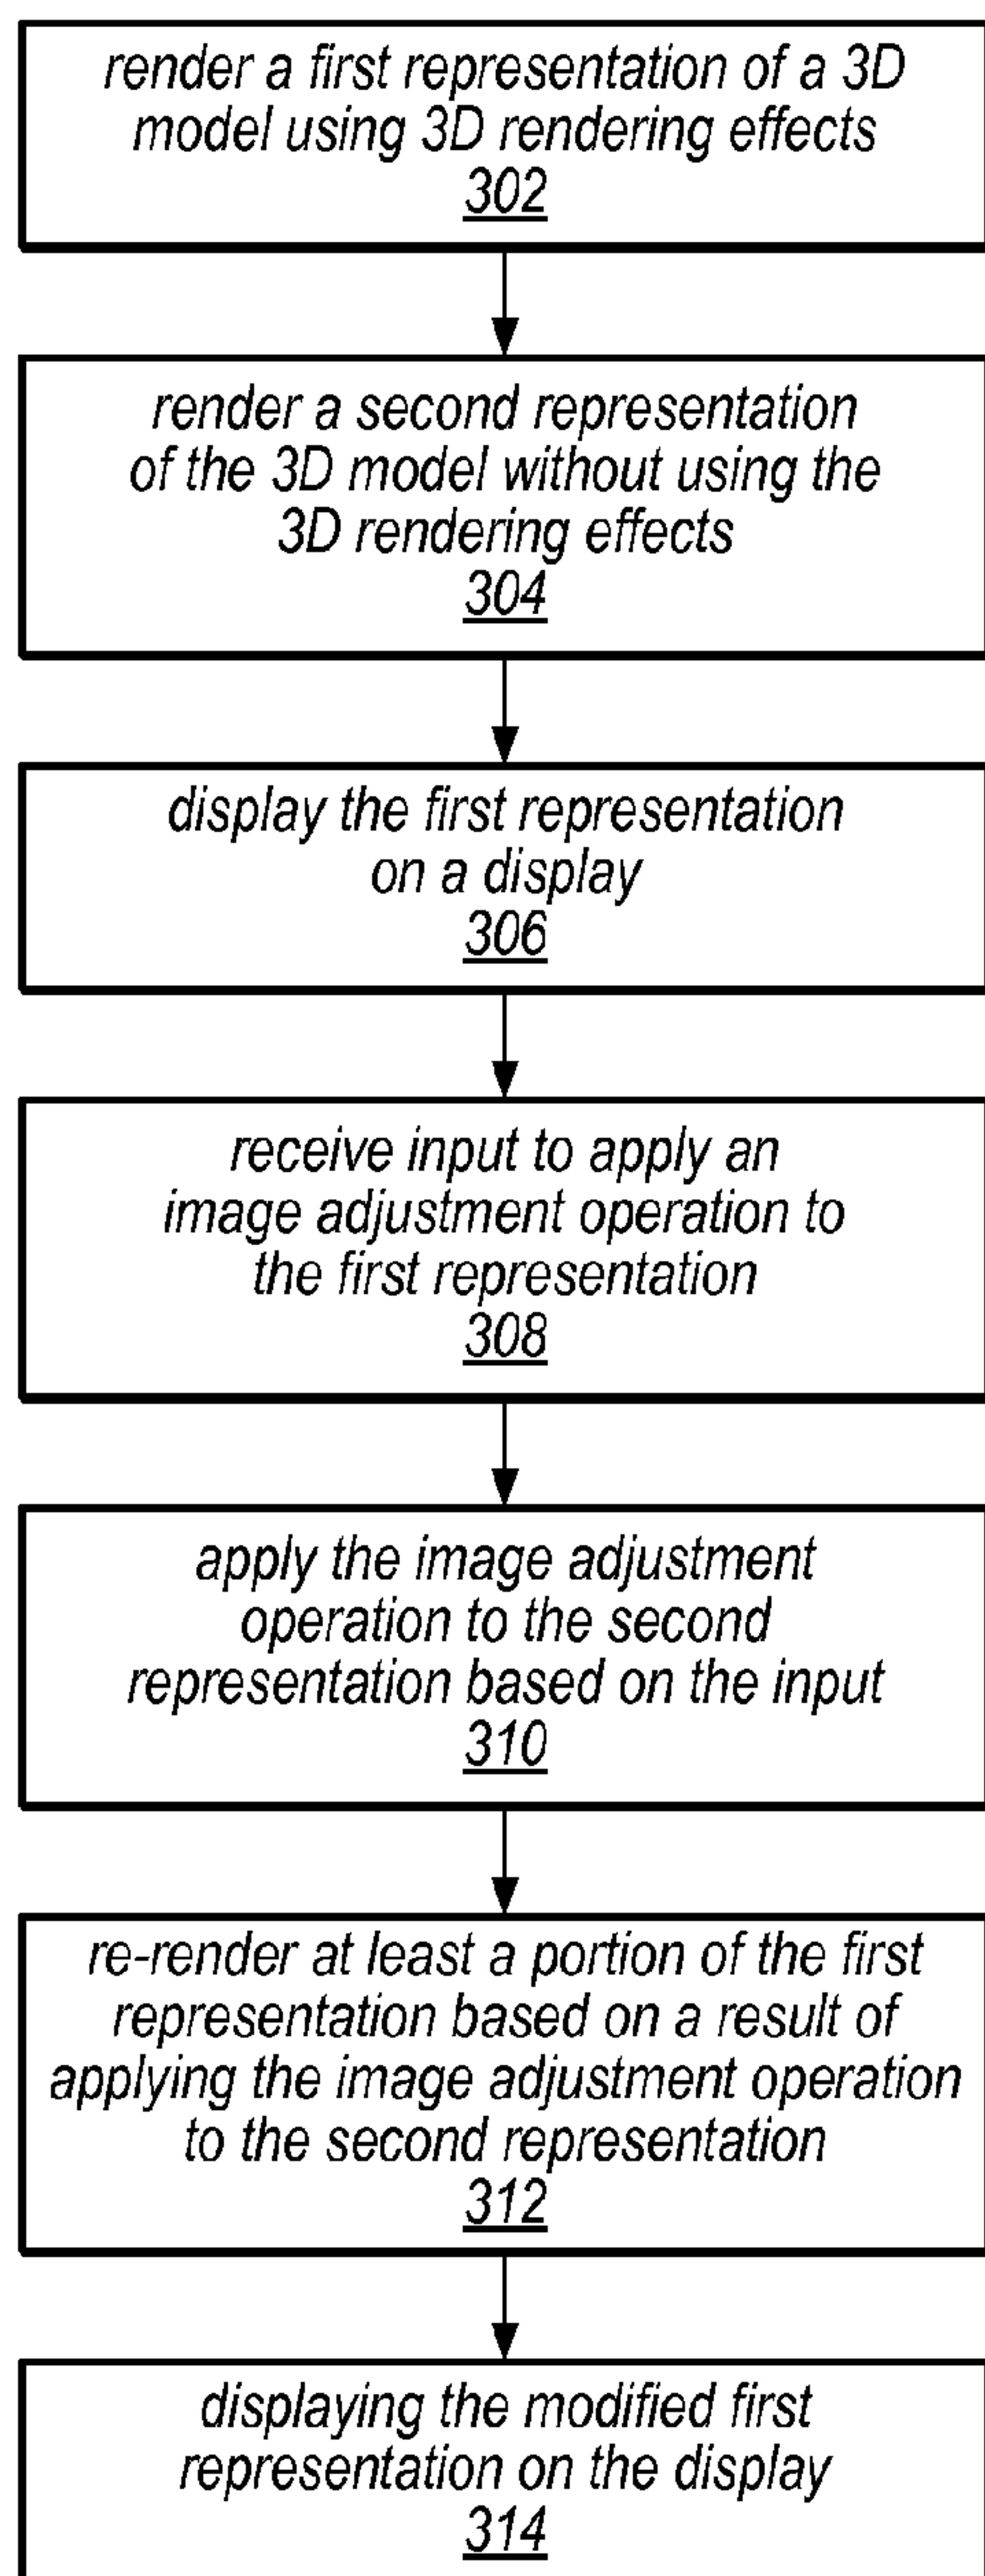 render a first representation of a 3D
model using 3D rendering effects
302
render a second representation
of the 3D model without using the
3D rendering effects
304
display the first representation
on a display
306
receive input to apply an
image adjustment operation to
the first representation
308
apply the image adjustment
operation to the second
representation based on the input
310
re-render at least a portion of the first
representation based on a result of
applying the image adjustment operation
to the second representation
312
displaying the modified first
representation on the display
314